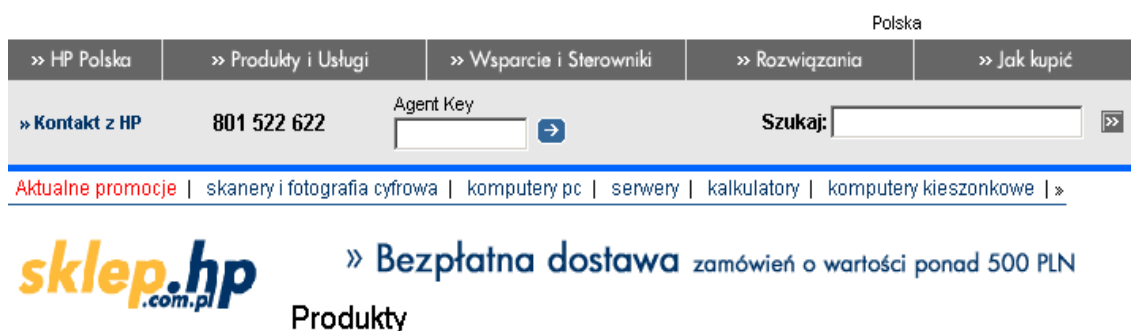 Polska
» HP Polska » Produkty i Usługi » Wsparcie i Sterowniki » Rozwiązania » Jak kupić
Agent Key
» Kontakt z HP 801 522 622 Szukaj: »
Aktualne promocje | skanery i fotografia cyfrowa | komputery pc | serwery | kalkulatory | komputery kieszonkowe | »
sklep.hp .com.pl » Bezpłatna dostawa zamówień o wartości ponad 500 PLN
Produkty